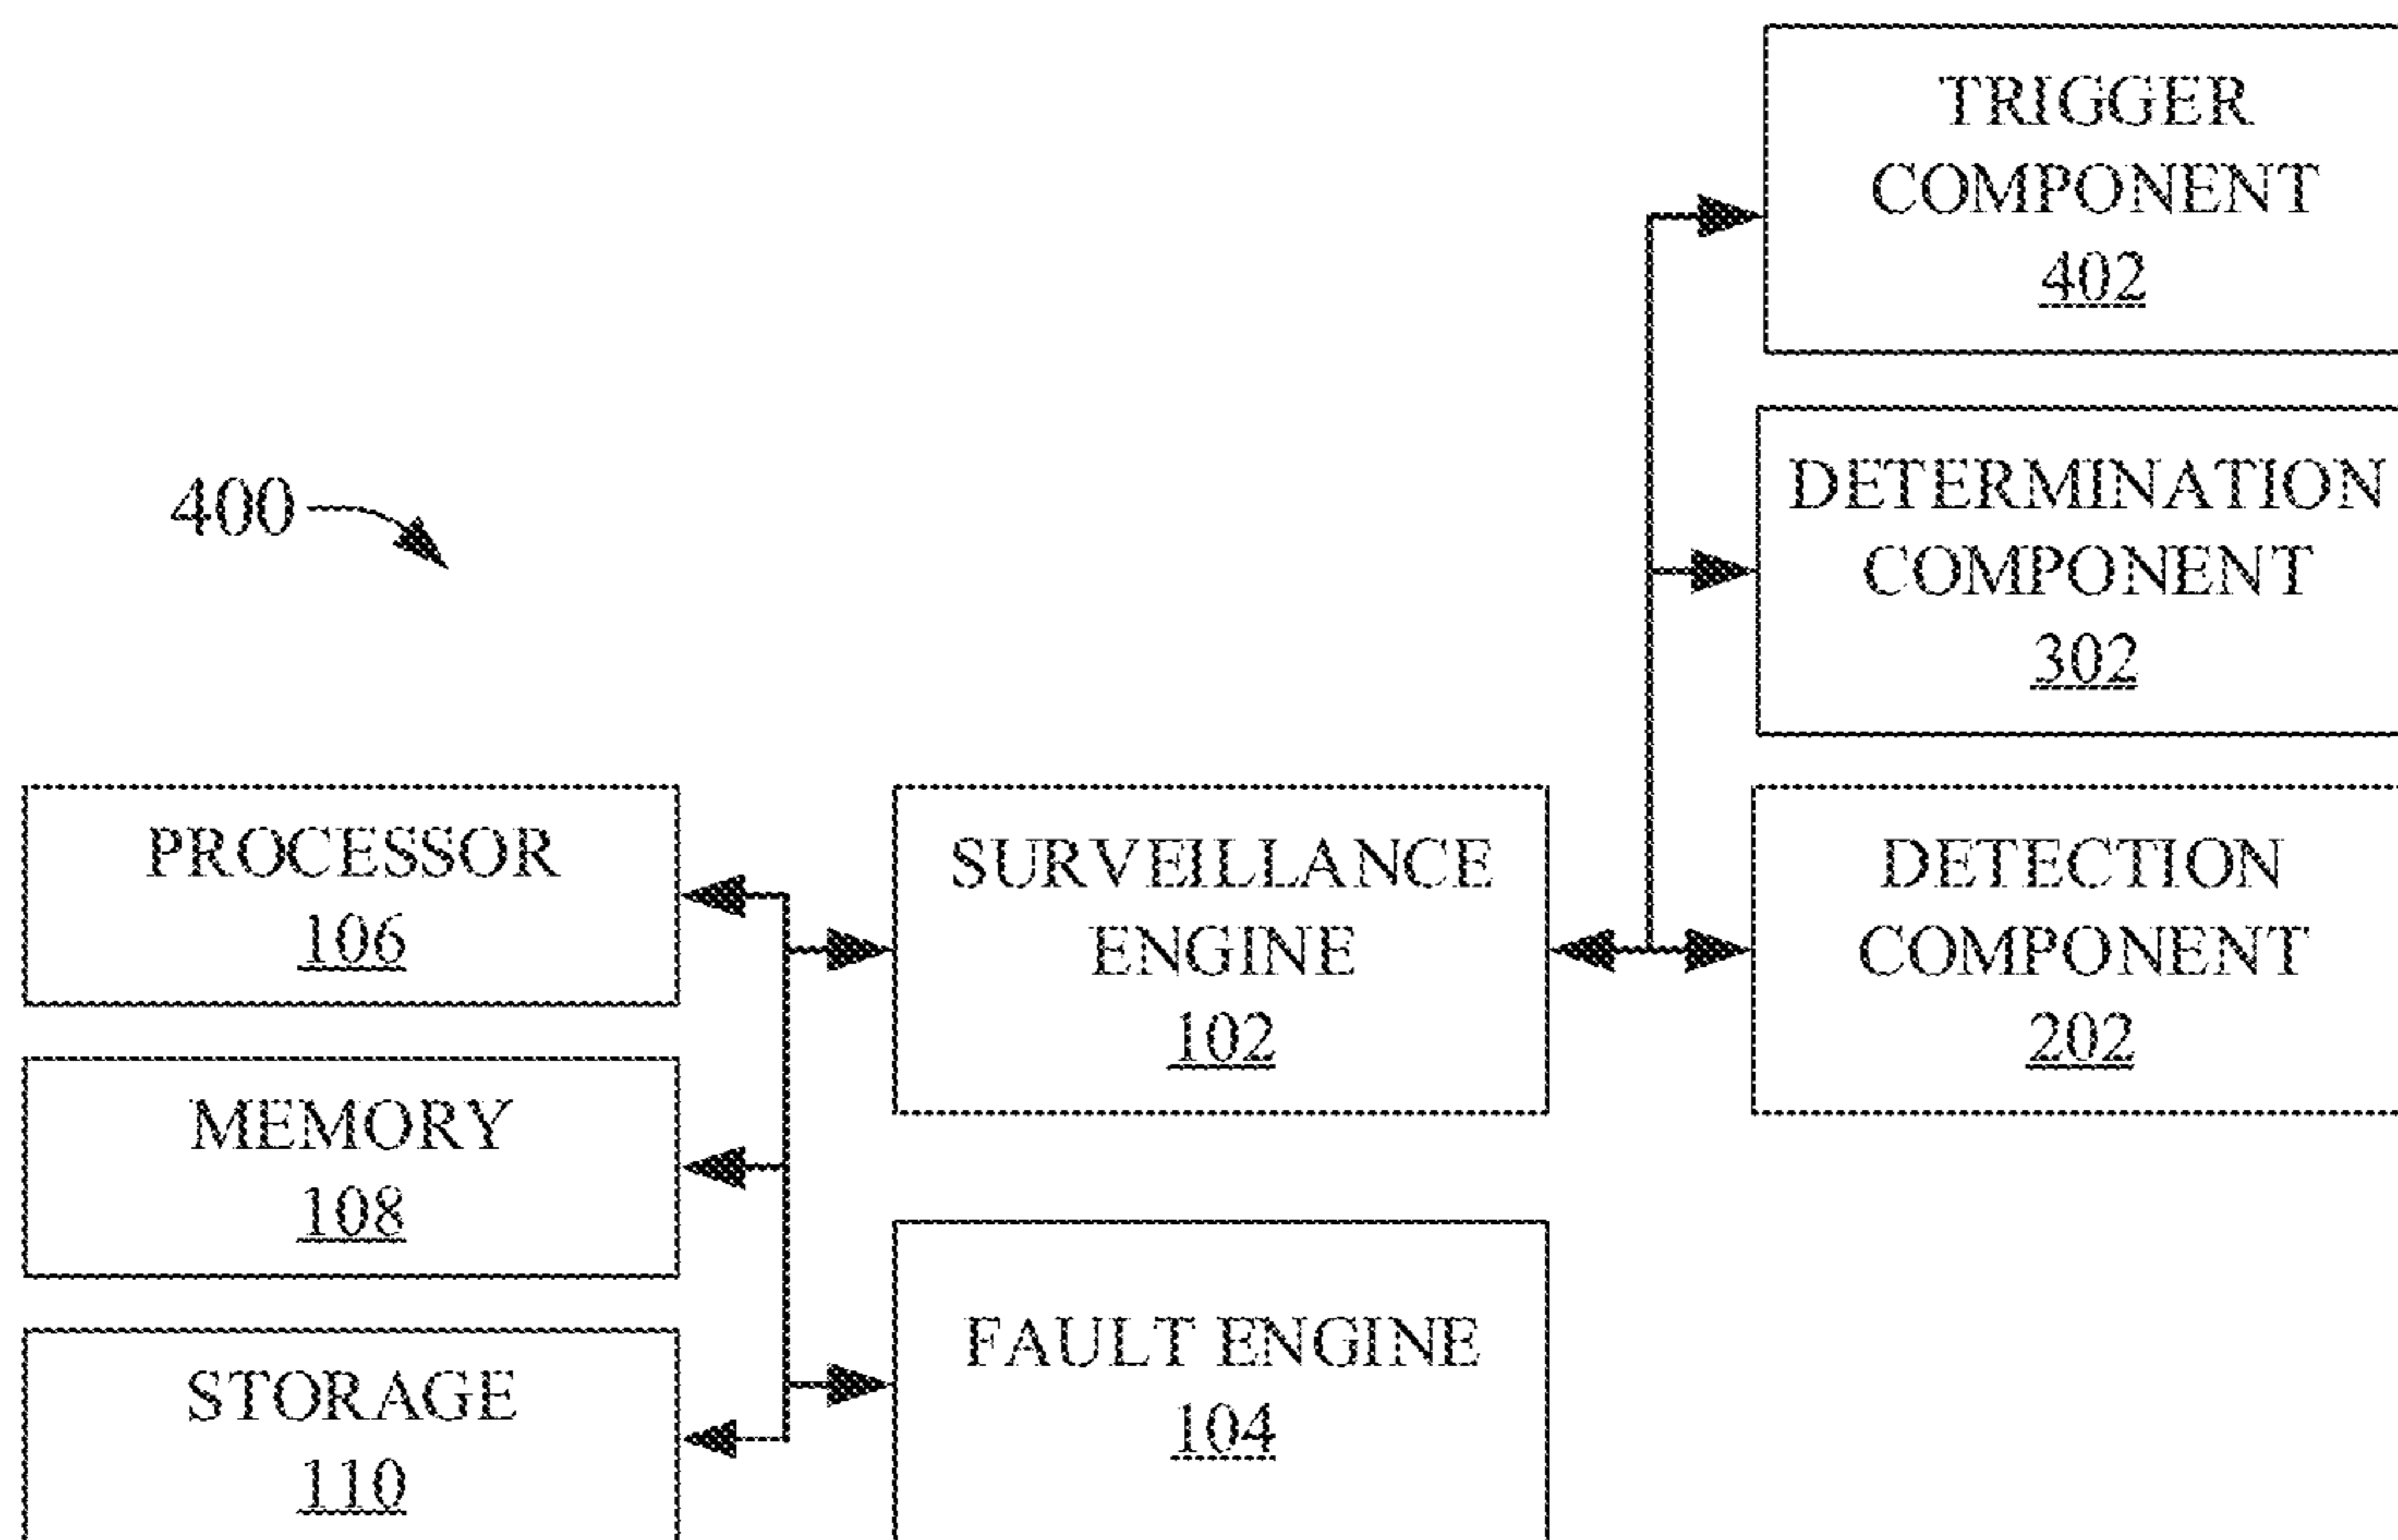 TRIGGER
COMPONENT
402
DETERMINATION
COMPONENT
302
400
PROCESSOR
106
SURVEILLANCE
ENGINE
102
DETECTION
COMPONENT
202
MEMORY
108
FAULT ENGINE
104
STORAGE
110